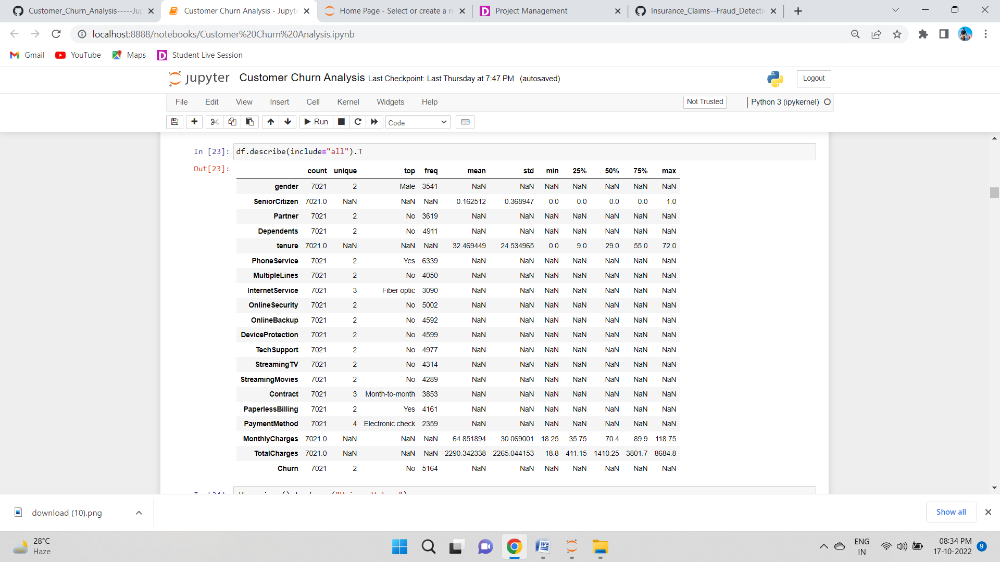 Customer_Churn_Analysis-----Jup
Customer Churn Analysis - Jupyte
Home Page - Select or create a n
Project Management
Insurance_Claims--Fraud_Detecti
localhost:8888/notebooks/Customer%20Churn%20Analysis.ipynb
Gmail YouTube Maps D Student Live Session
jupyter Customer Churn Analysis Last Checkpoint: Last Thursday at 7:47 PM (autosaved) Logout
File Edit View Insert Cell Kernel Widgets Help Not Trusted Python 3 (ipykernel)
Run Code
In [23]: df.describe(include="all").T
Out[23]:
count unique top freq mean std min 25% 50% 75% max
gender 7021 2 Male 3541 NaN NaN NaN NaN NaN NaN NaN
SeniorCitizen 7021.0 NaN NaN NaN 0.162512 0.368947 0.0 0.0 0.0 0.0 1.0
Partner 7021 2 No 3619 NaN NaN NaN NaN NaN NaN NaN
Dependents 7021 2 No 4911 NaN NaN NaN NaN NaN NaN NaN
tenure 7021.0 NaN NaN NaN 32.469449 24.534965 0.0 9.0 29.0 55.0 72.0
PhoneService 7021 2 Yes 6339 NaN NaN NaN NaN NaN NaN NaN
MultipleLines 7021 2 No 4050 NaN NaN NaN NaN NaN NaN NaN
InternetService 7021 3 Fiber optic 3090 NaN NaN NaN NaN NaN NaN NaN
OnlineSecurity 7021 2 No 5002 NaN NaN NaN NaN NaN NaN NaN
OnlineBackup 7021 2 No 4592 NaN NaN NaN NaN NaN NaN NaN
DeviceProtection 7021 2 No 4599 NaN NaN NaN NaN NaN NaN NaN
TechSupport 7021 2 No 4977 NaN NaN NaN NaN NaN NaN NaN
StreamingTV 7021 2 No 4314 NaN NaN NaN NaN NaN NaN NaN
StreamingMovies 7021 2 No 4289 NaN NaN NaN NaN NaN NaN NaN
Contract 7021 3 Month-to-month 3853 NaN NaN NaN NaN NaN NaN NaN
PaperlessBilling 7021 2 Yes 4161 NaN NaN NaN NaN NaN NaN NaN
PaymentMethod 7021 4 Electronic check 2359 NaN NaN NaN NaN NaN NaN NaN
MonthlyCharges 7021.0 NaN NaN NaN 64.851894 30.069001 18.25 35.75 70.4 89.9 118.75
TotalCharges 7021.0 NaN NaN NaN 2290.342338 2265.044153 18.8 411.15 1410.25 3801.7 8684.8
Churn 7021 2 No 5164 NaN NaN NaN NaN NaN NaN NaN
download (10).png Show all
28°C
Haze
ENG
IN
08:34 PM
17-10-2022
9